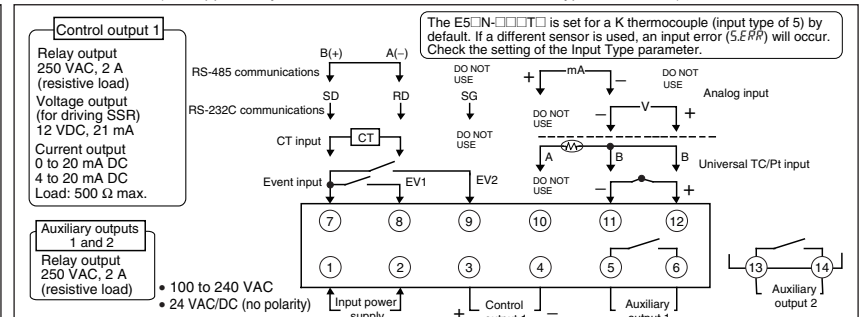 Control output 1
Relay output
250 VAC, 2 A
(resistive load)
Voltage output
(for driving SSR)
12 VDC, 21 mA
Current output
0 to 20 mA DC
4 to 20 mA DC
Load: 500 Ω max.
Auxiliary outputs
1 and 2
Relay output
250 VAC, 2 A
(resistive load)
• 100 to 240 VAC
• 24 VAC/DC (no polarity)
The E5□N-□□□T□ is set for a K thermocouple (input type of 5) by
default. If a different sensor is used, an input error (S.ERR) will occur.
Check the setting of the Input Type parameter.
B(+) A(−)
RS-485 communications
DO NOT
USE
+ mA −
DO NOT
USE
Analog input
SD RD SG
RS-232C communications
DO NOT
USE
DO NOT
USE
− V +
CT input
CT
A B B
Universal TC/Pt input
Event input
EV1 EV2
DO NOT
USE
− +
7 8 9 10 11 12
1 2 3 4 5 6
13 14
Input power
supply
+ Control −
output 1
Auxiliary
output 1
Auxiliary
output 2